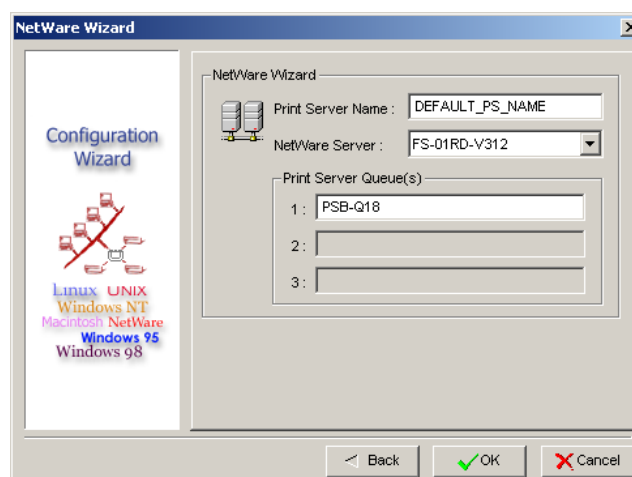 NetWare Wizard
Configuration
Wizard
Linux UNIX
Windows NT
Macintosh NetWare
Windows 95
Windows 98
NetWare Wizard
Print Server Name : DEFAULT_PS_NAME
NetWare Server : FS-01RD-V312
Print Server Queue(s)
1 : PSB-Q18
2 :
3 :
< Back OK Cancel